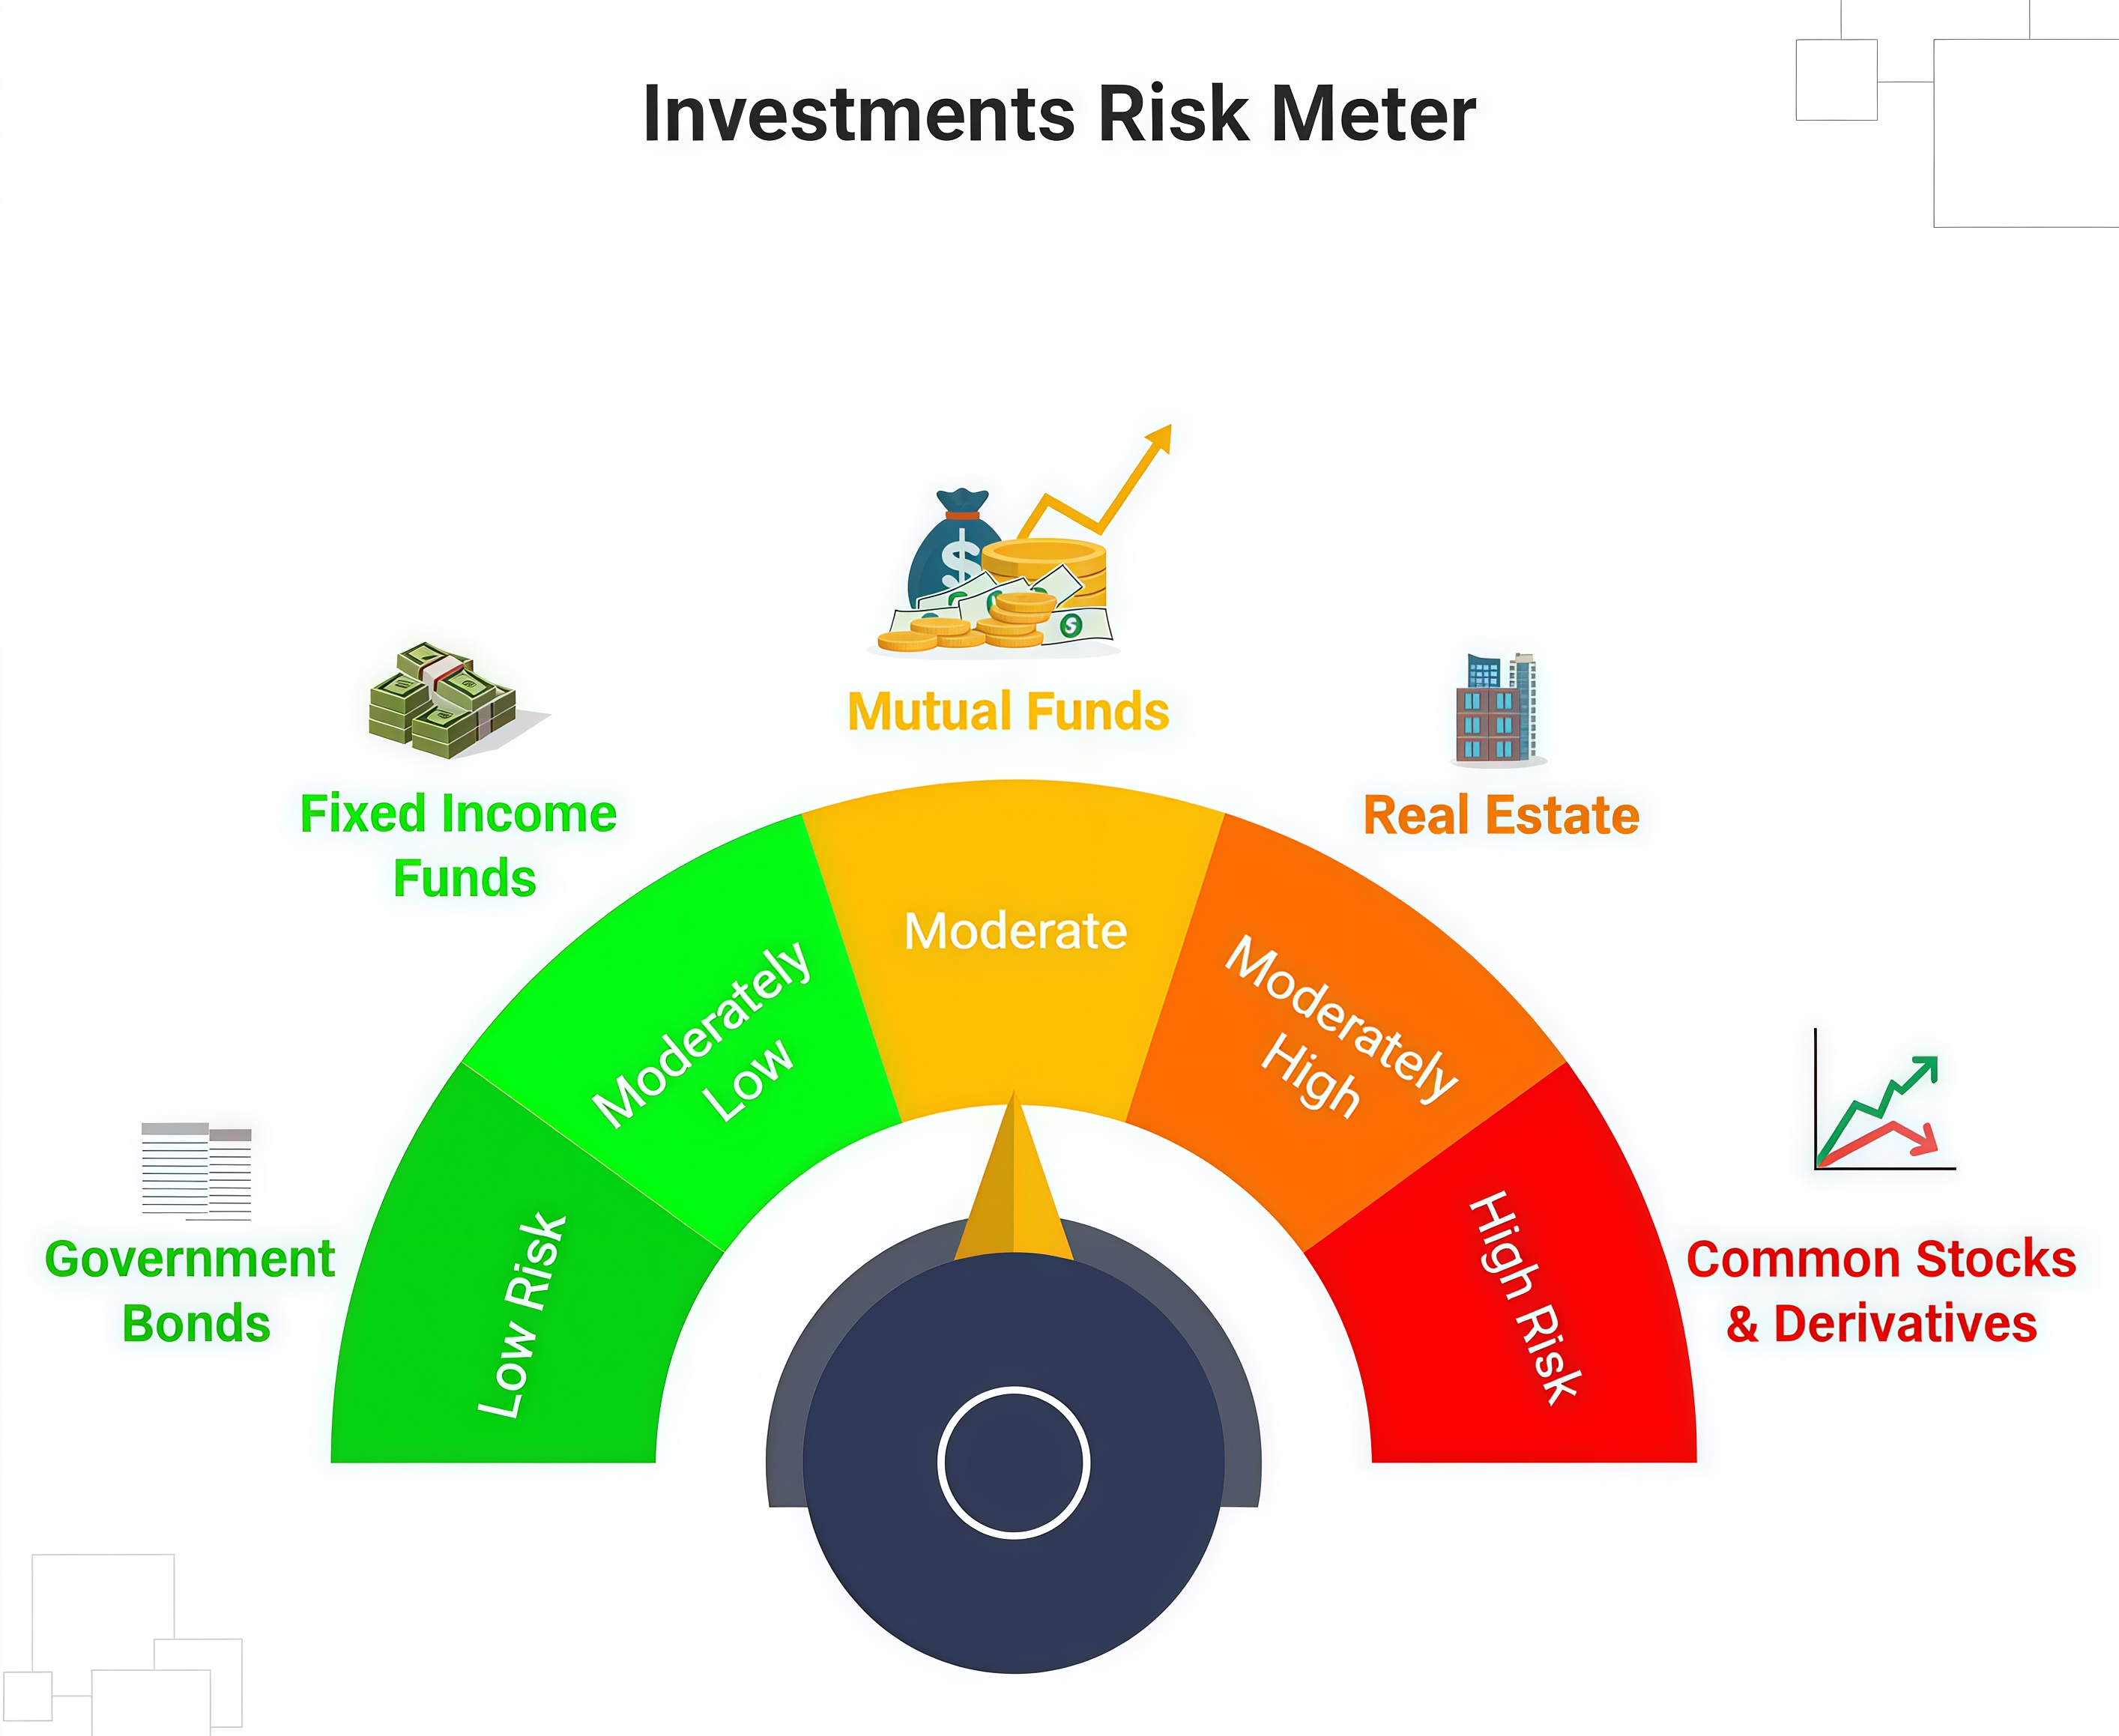 Investments Risk Meter
Mutual Funds
Fixed Income
Funds
Real Estate
Moderate
Moderately
Low
Moderately
High
Government
Bonds
Low Risk
High Risk
Common Stocks
& Derivatives
$
$